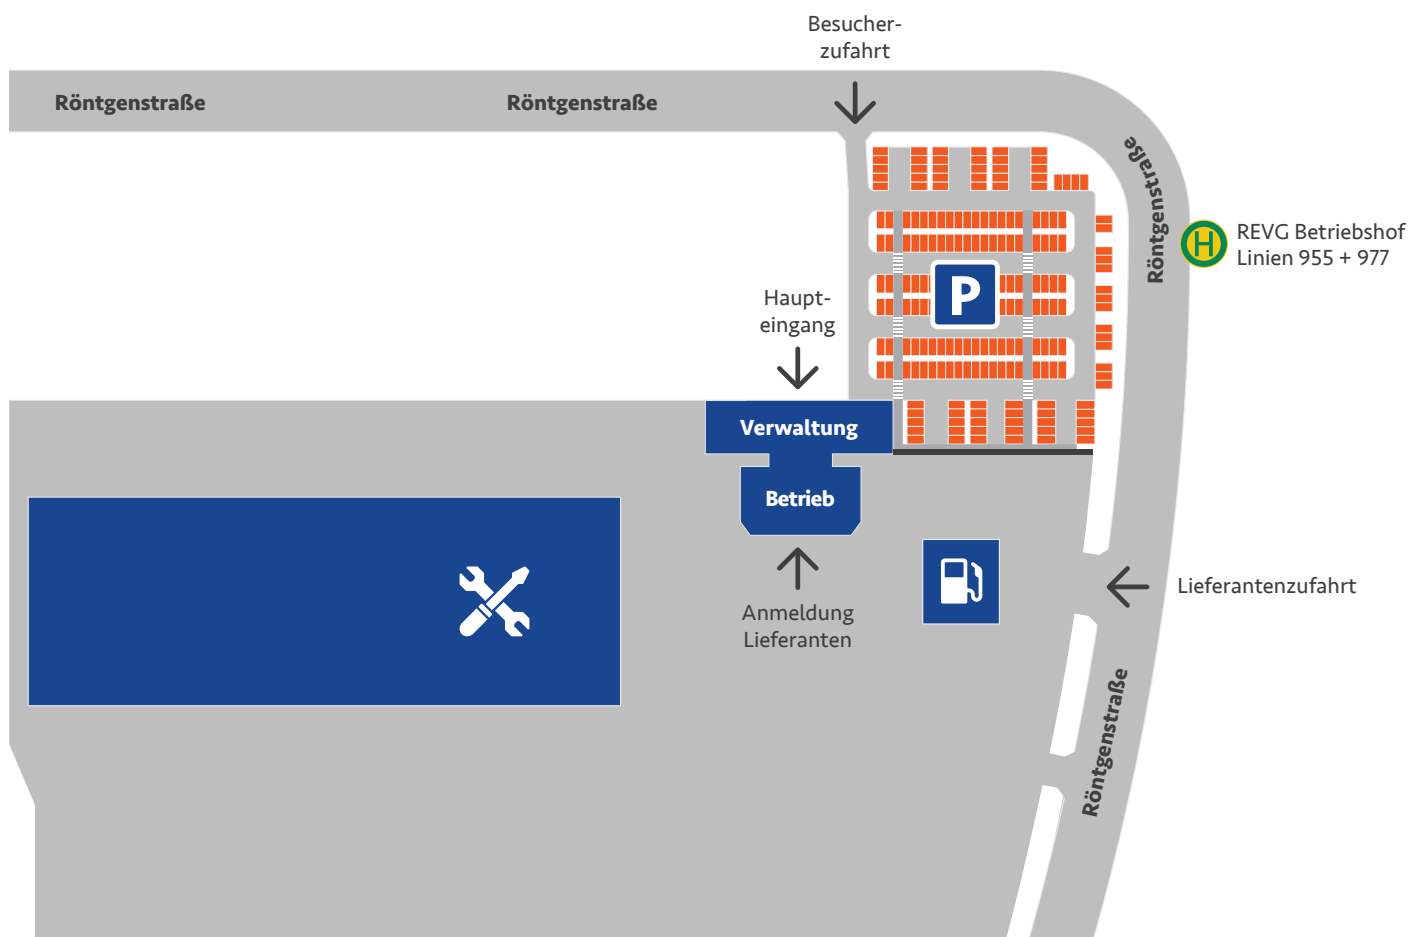 Besucher-
zufahrt
Röntgenstraße
Röntgenstraße
Röntgenstraße
H
REVG Betriebshof
Linien 955 + 977
P
Haupt-
eingang
Verwaltung
Betrieb
Anmeldung
Lieferanten
Lieferantenzufahrt
Röntgenstraße